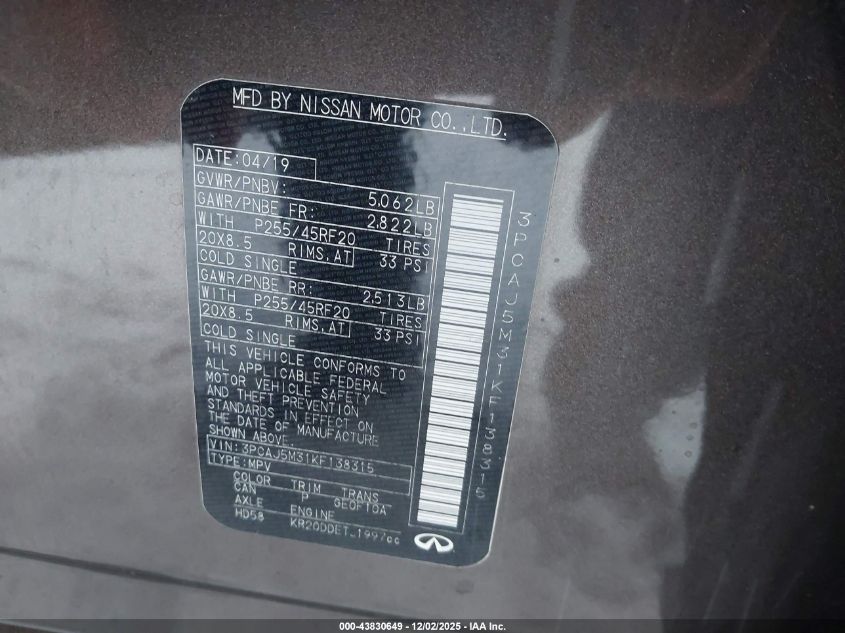 MFD BY NISSAN MOTOR CO.,LTD.
DATE:04/19
GVWR/PNBV: 5.062LB
GAWR/PNBE FR: 2.822LB
WITH P255/45RF20 TIRES
20X8.5 RIMS,AT 33 PSI
COLD SINGLE
GAWR/PNBE RR: 2.513LB
WITH P255/45RF20 TIRES
20X8.5 RIMS,AT 33 PSI
COLD SINGLE
THIS VEHICLE CONFORMS TO
ALL APPLICABLE FEDERAL
MOTOR VEHICLE SAFETY
AND THEFT PREVENTION
STANDARDS IN EFFECT ON
THE DATE OF MANUFACTURE
SHOWN ABOVE.
VIN:3PCAJ5M31KF138315
TYPE:MPV
COLOR TRIM TRANS
CAN P GE0F10A
AXLE ENGINE
HD58 KR20DDET-1997cc
3PCAJ5M31KF138315
000-43830649 - 12/02/2025 - IAA Inc.